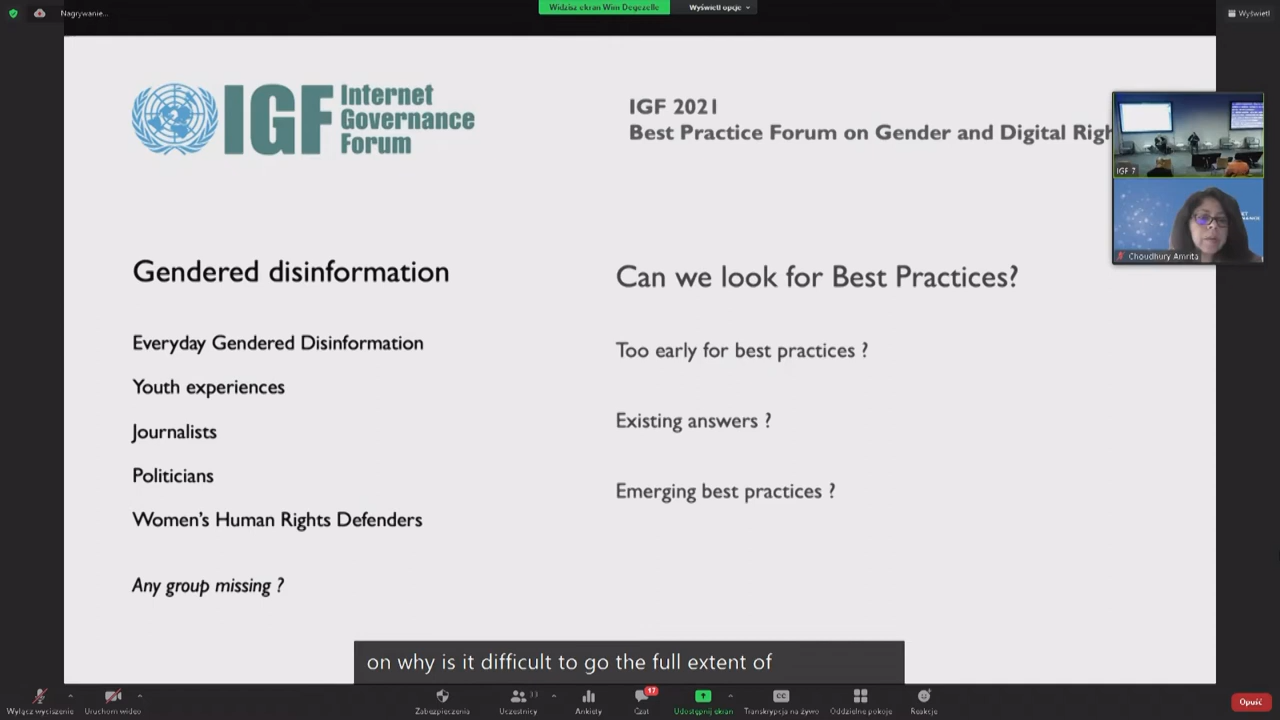 Nagrywanie...
Widzisz ekran Wim Degezelle
Wyświetl opcje
Wyświetl
IGF Internet
Governance
Forum
IGF 2021
Best Practice Forum on Gender and Digital Righ
IGF 7
Choudhury Amrita
Gendered disinformation
Everyday Gendered Disinformation
Youth experiences
Journalists
Politicians
Women's Human Rights Defenders
Any group missing ?
Can we look for Best Practices?
Too early for best practices ?
Existing answers ?
Emerging best practices ?
on why is it difficult to go the full extent of
Wyłącz wyciszenie
Uruchom wideo
Zabezpieczenia
Uczestnicy
Ankiety
17
Czat
Udostępnij ekran
CC
Transkrypcja na żywo
Oddzielne pokoje
Reakcje
Opuść